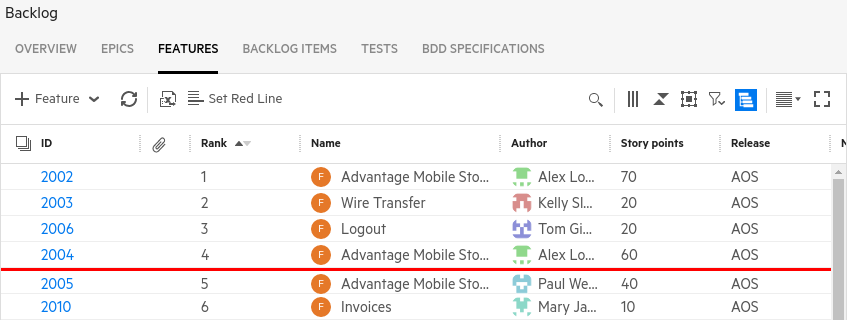 Backlog
OVERVIEW EPICS FEATURES BACKLOG ITEMS TESTS BDD SPECIFICATIONS
Feature Set Red Line
ID Rank Name Author Story points Release
2002 1 F Advantage Mobile Sto... Alex Lo... 70 AOS
2003 2 F Wire Transfer Kelly Sl... 20 AOS
2006 3 F Logout Tom Gi... 20 AOS
2004 4 F Advantage Mobile Sto... Alex Lo... 60 AOS
2005 5 F Advantage Mobile Sto... Paul We... 40 AOS
2010 6 F Invoices Mary Ja... 10 AOS